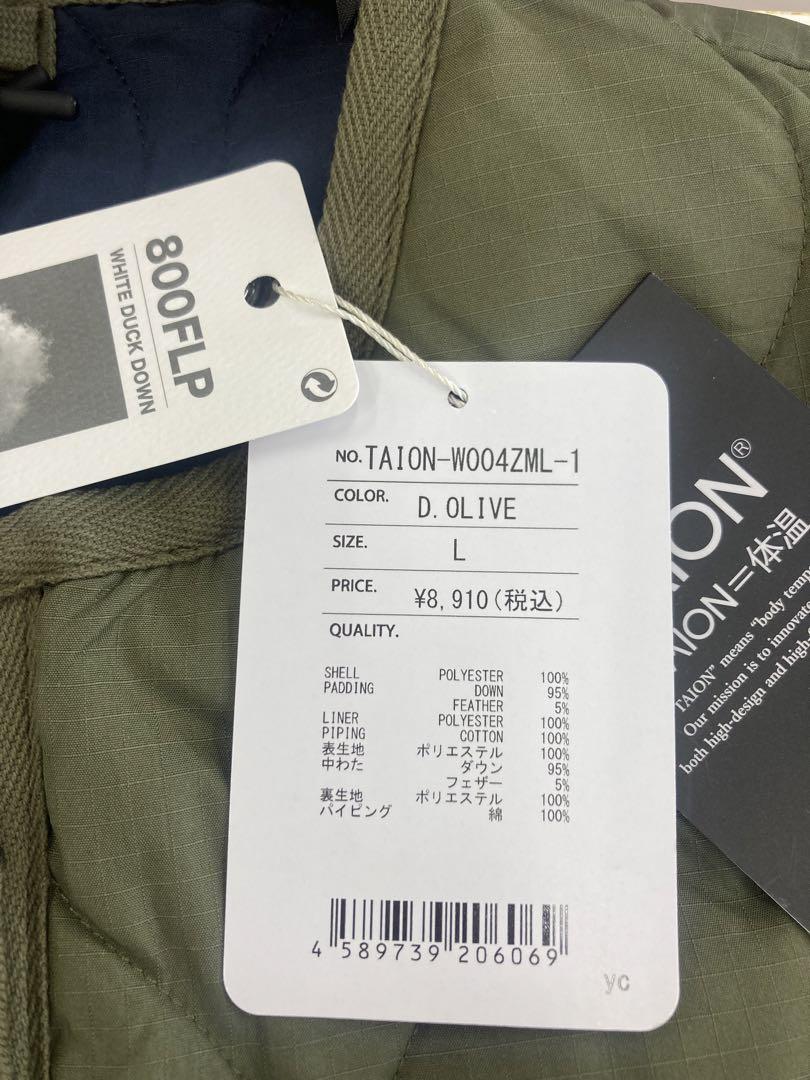 800FLP
WHITE DUCK DOWN
NO. TAION-W004ZML-1
COLOR. D.OLIVE
SIZE. L
PRICE. ¥8,910(税込)
QUALITY.
SHELL POLYESTER 100%
PADDING DOWN 95%
FEATHER 5%
LINER POLYESTER 100%
PIPING COTTON 100%
表生地 ポリエステル 100%
中わた ダウン 95%
フェザー 5%
裏生地 ポリエステル 100%
パイピング 綿 100%
4 589739 206069
yc
TAION®
TAION=体温
TAION" means "body tempe
Our mission is to innovat
both high-design and high-